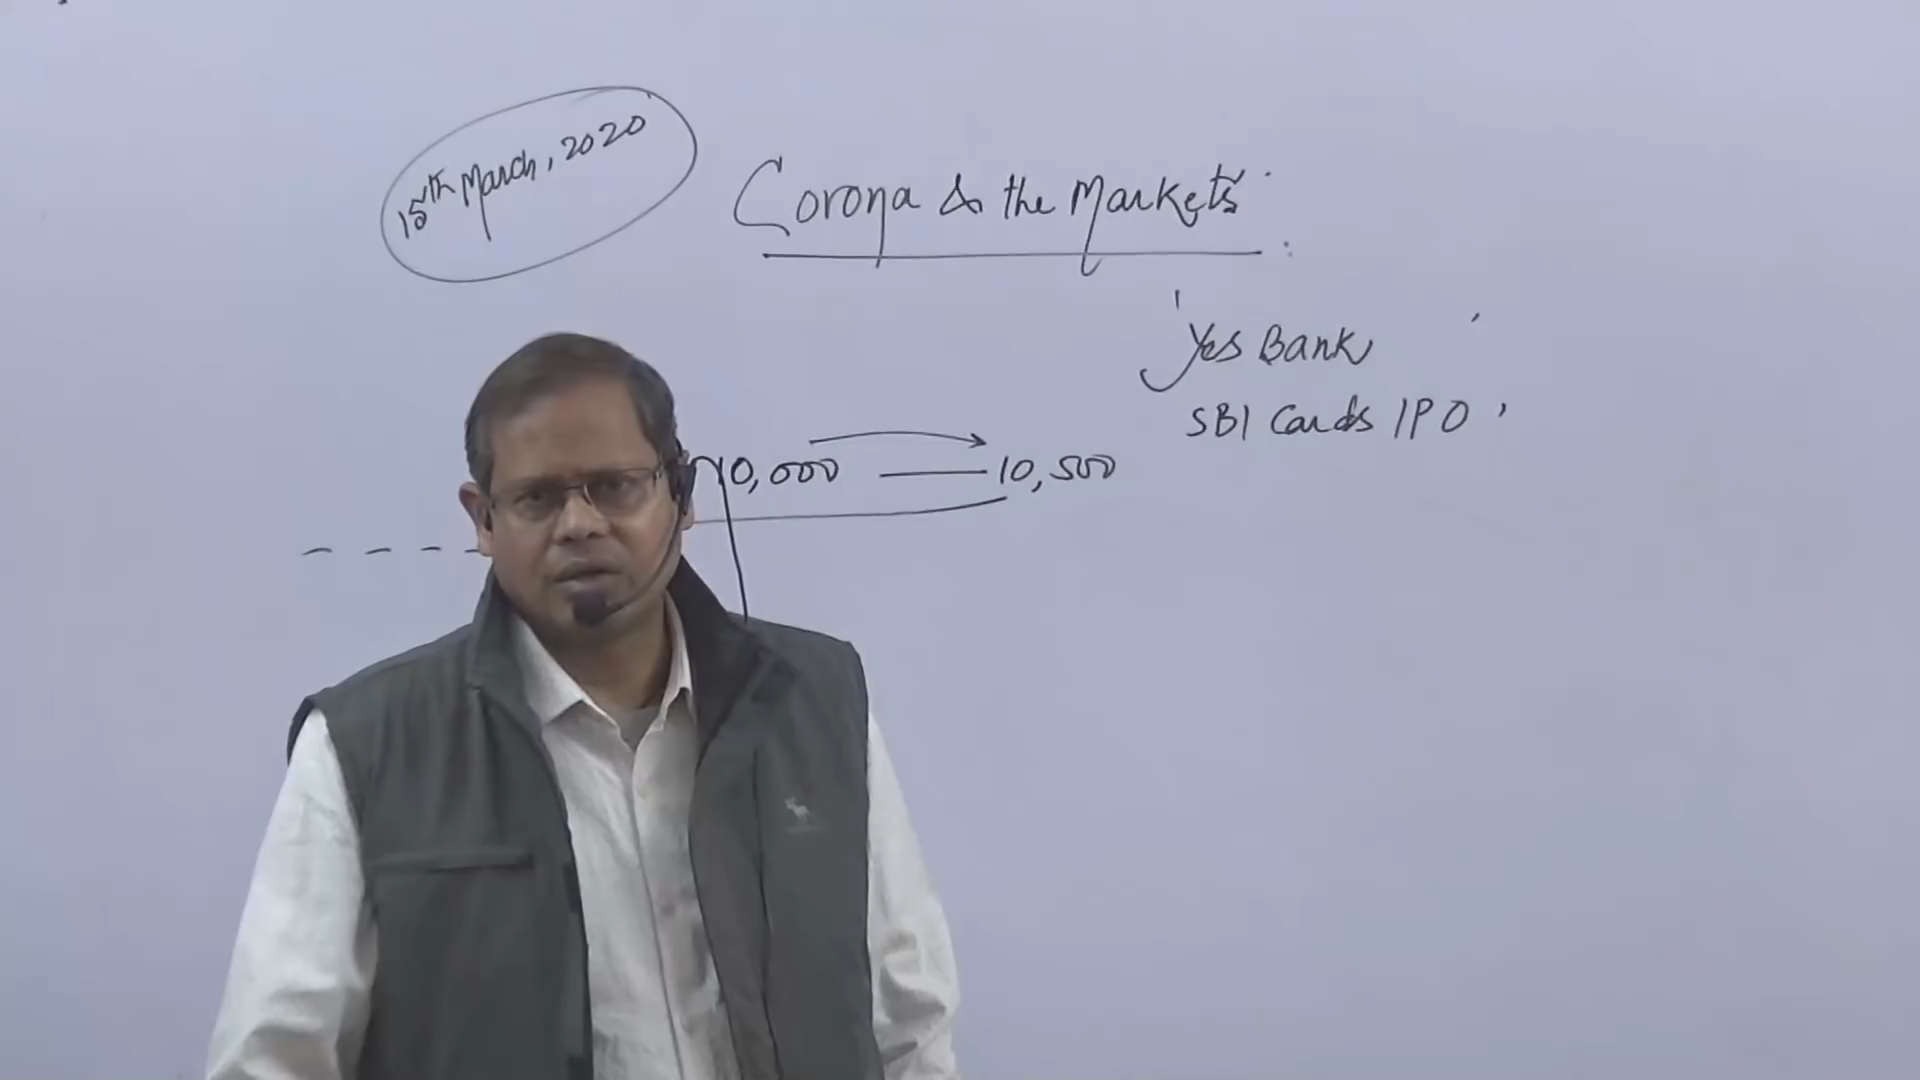 15th March, 2020
Corona & the Markets
Yes Bank
SBI Cards IPO
10,000 — 10,500